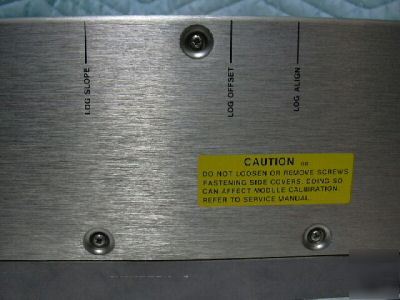 LOG SLOPE
LOG OFFSET
LOG ALIGN
CAUTION
DO NOT LOOSEN OR REMOVE SCREWS
FASTENING SIDE COVERS. DOING SO
CAN AFFECT MODULE CALIBRATION.
REFER TO SERVICE MANUAL